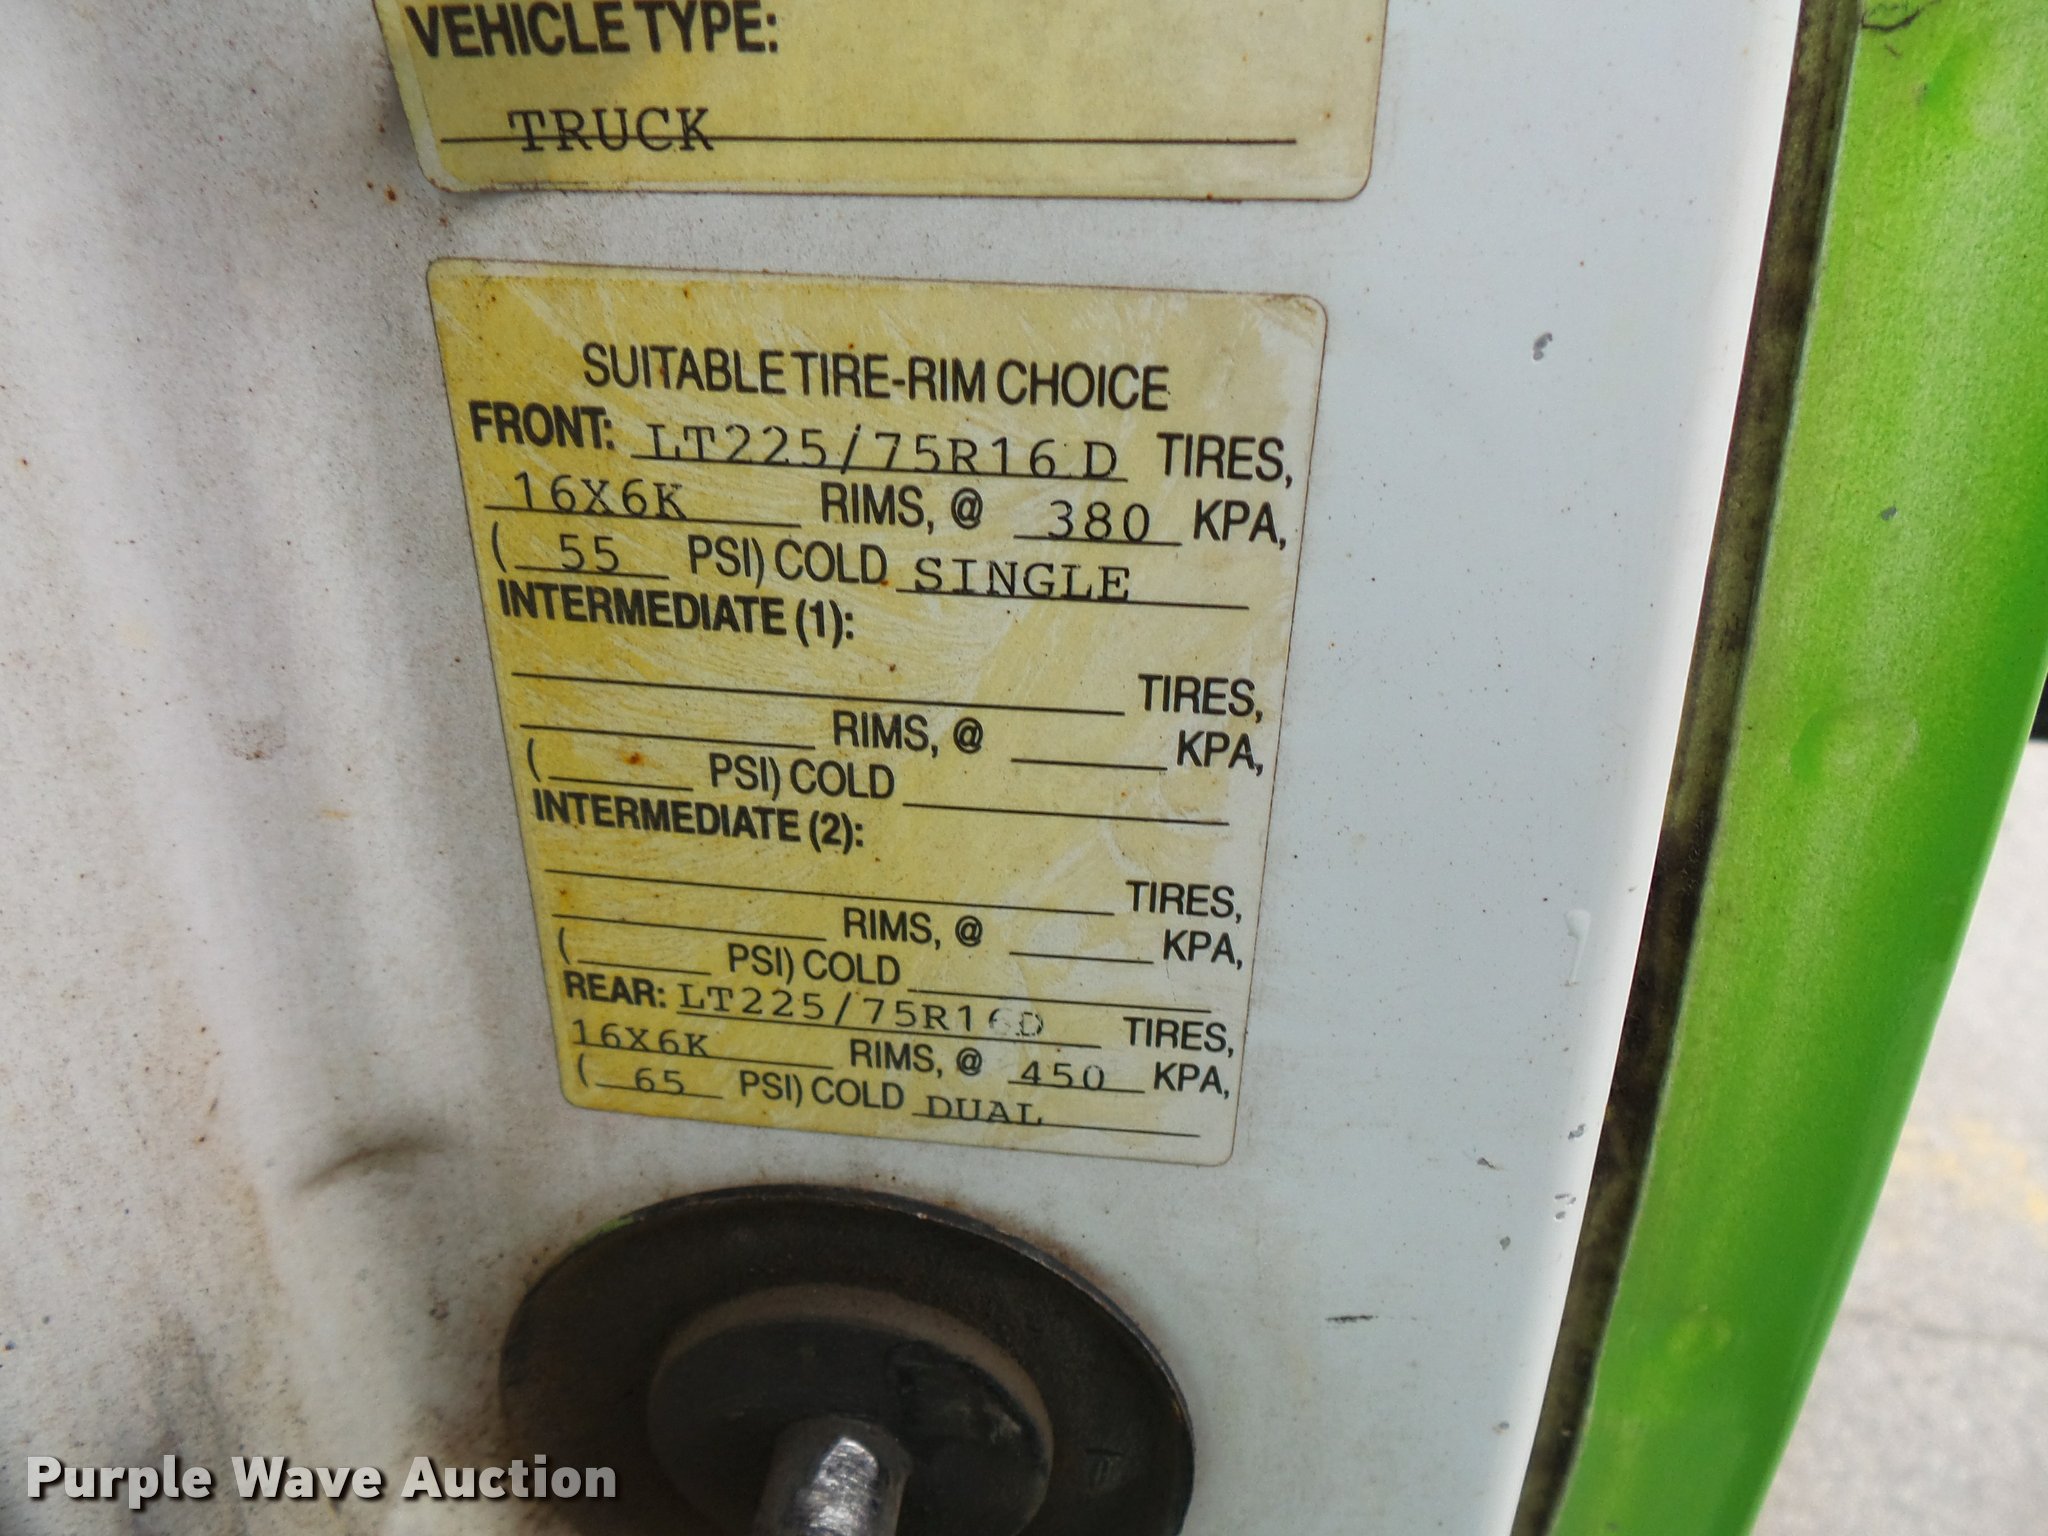 VEHICLE TYPE:
TRUCK
SUITABLE TIRE-RIM CHOICE
FRONT: LT225/75R16 D TIRES,
16X6K RIMS, @ 380 KPA,
( 55 PSI) COLD SINGLE
INTERMEDIATE (1):
TIRES,
RIMS, @ KPA,
( PSI) COLD
INTERMEDIATE (2):
TIRES,
RIMS, @ KPA,
( PSI) COLD
REAR: LT225/75R16D TIRES,
16X6K RIMS, @ 450 KPA,
( 65 PSI) COLD DUAL
Purple Wave Auction